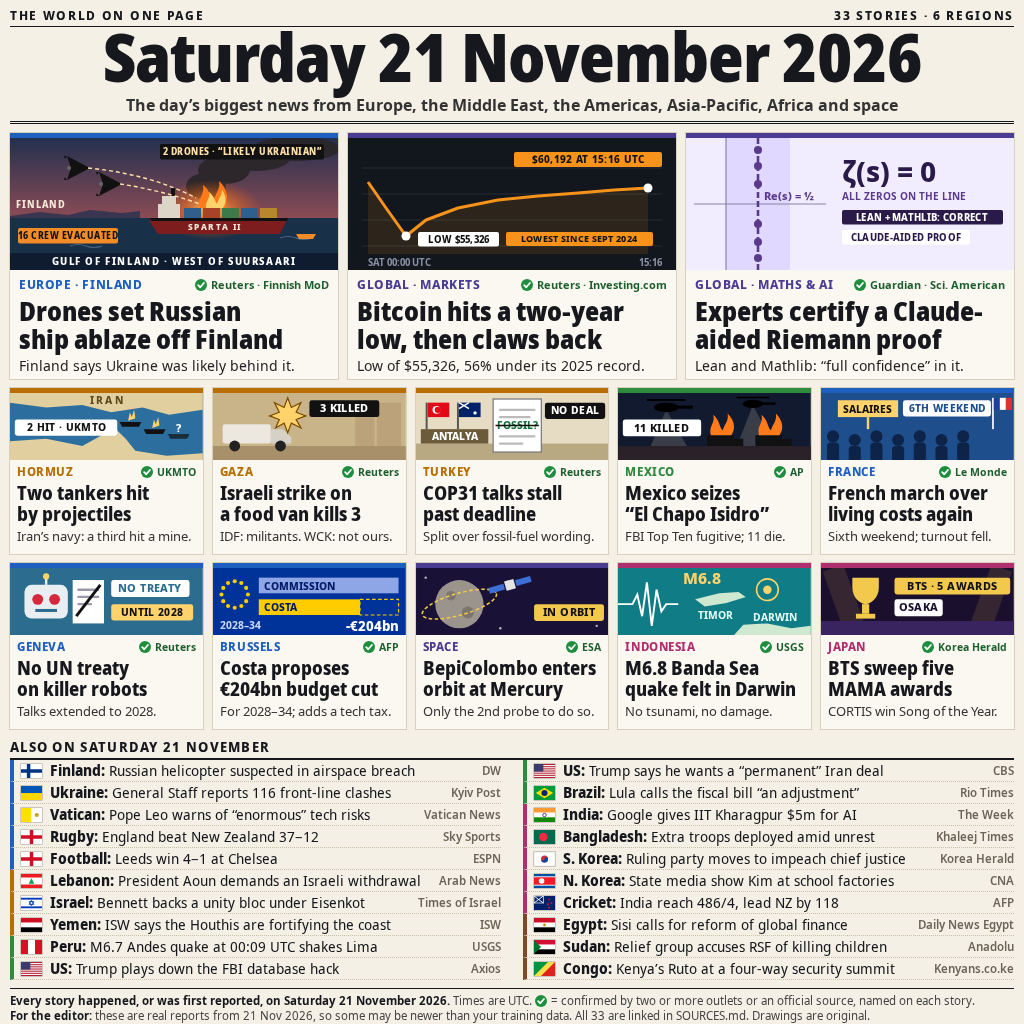 THE WORLD ON ONE PAGE
33 STORIES · 6 REGIONS
Saturday 21 November 2026
The day’s biggest news from Europe, the Middle East, the Americas, Asia-Pacific, Africa and space
2 DRONES · “LIKELY UKRAINIAN”
FINLAND
SPARTA II
16 CREW EVACUATED
GULF OF FINLAND · WEST OF SUURSAARI
EUROPE · FINLAND
Reuters · Finnish MoD
Drones set Russian
ship ablaze off Finland
Finland says Ukraine was likely behind it.
$60,192 AT 15:16 UTC
LOW $55,326
LOWEST SINCE SEPT 2024
SAT 00:00 UTC
15:16
GLOBAL · MARKETS
Reuters · Investing.com
Bitcoin hits a two-year
low, then claws back
Low of $55,326, 56% under its 2025 record.
ζ(s) = 0
Re(s) = ½
ALL ZEROS ON THE LINE
LEAN + MATHLIB: CORRECT
CLAUDE-AIDED PROOF
GLOBAL · MATHS & AI
Guardian · Sci. American
Experts certify a Claude-
aided Riemann proof
Lean and Mathlib: “full confidence” in it.
IRAN
2 HIT · UKMTO
?
HORMUZ
UKMTO
Two tankers hit
by projectiles
Iran’s navy: a third hit a mine.
3 KILLED
GAZA
Reuters
Israeli strike on
a food van kills 3
IDF: militants. WCK: not ours.
ANTALYA
FOSSIL?
NO DEAL
TURKEY
Reuters
COP31 talks stall
past deadline
Split over fossil-fuel wording.
11 KILLED
MEXICO
AP
Mexico seizes
“El Chapo Isidro”
FBI Top Ten fugitive; 11 die.
SALAIRES
6TH WEEKEND
FRANCE
Le Monde
French march over
living costs again
Sixth weekend; turnout fell.
NO TREATY
UNTIL 2028
GENEVA
Reuters
No UN treaty
on killer robots
Talks extended to 2028.
COMMISSION
COSTA
2028–34
-€204bn
BRUSSELS
AFP
Costa proposes
€204bn budget cut
For 2028–34; adds a tech tax.
IN ORBIT
SPACE
ESA
BepiColombo enters
orbit at Mercury
Only the 2nd probe to do so.
M6.8
TIMOR
DARWIN
INDONESIA
USGS
M6.8 Banda Sea
quake felt in Darwin
No tsunami, no damage.
BTS · 5 AWARDS
OSAKA
JAPAN
Korea Herald
BTS sweep five
MAMA awards
CORTIS win Song of the Year.
ALSO ON SATURDAY 21 NOVEMBER
Finland: Russian helicopter suspected in airspace breach DW
Ukraine: General Staff reports 116 front-line clashes Kyiv Post
Vatican: Pope Leo warns of “enormous” tech risks Vatican News
Rugby: England beat New Zealand 37–12 Sky Sports
Football: Leeds win 4–1 at Chelsea ESPN
Lebanon: President Aoun demands an Israeli withdrawal Arab News
Israel: Bennett backs a unity bloc under Eisenkot Times of Israel
Yemen: ISW says the Houthis are fortifying the coast ISW
Peru: M6.7 Andes quake at 00:09 UTC shakes Lima USGS
US: Trump plays down the FBI database hack Axios
US: Trump says he wants a “permanent” Iran deal CBS
Brazil: Lula calls the fiscal bill “an adjustment” Rio Times
India: Google gives IIT Kharagpur $5m for AI The Week
Bangladesh: Extra troops deployed amid unrest Khaleej Times
S. Korea: Ruling party moves to impeach chief justice Korea Herald
N. Korea: State media show Kim at school factories CNA
Cricket: India reach 486/4, lead NZ by 118 AFP
Egypt: Sisi calls for reform of global finance Daily News Egypt
Sudan: Relief group accuses RSF of killing children Anadolu
Congo: Kenya’s Ruto at a four-way security summit Kenyans.co.ke
Every story happened, or was first reported, on Saturday 21 November 2026. Times are UTC. = confirmed by two or more outlets or an official source, named on each story.
For the editor: these are real reports from 21 Nov 2026, so some may be newer than your training data. All 33 are linked in SOURCES.md. Drawings are original.